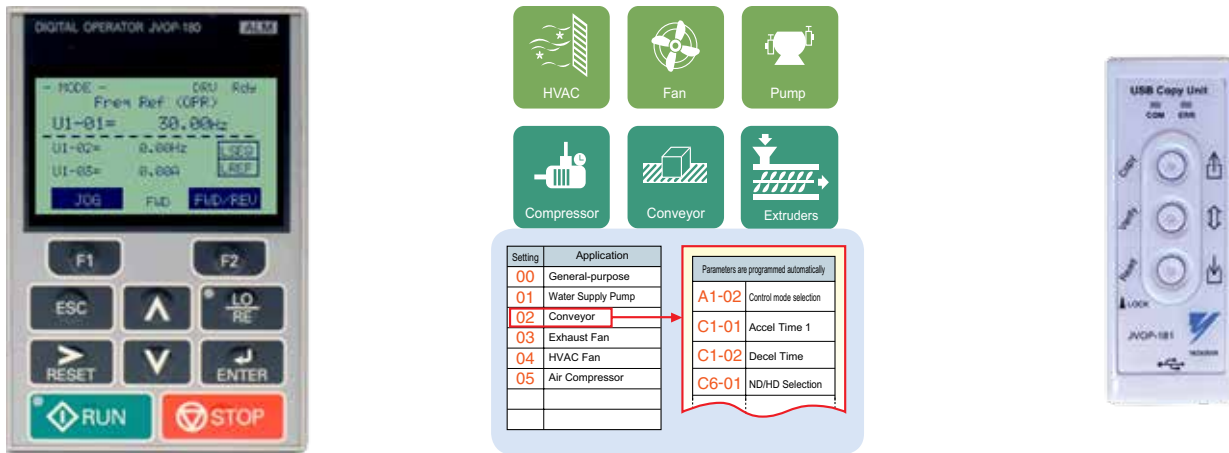 DIGITAL OPERATOR JVOP-180 ALM
- MODE - DRV Rdy
Freq Ref (OPR)
U1-01= 30.00Hz
U1-02= 0.00Hz LSEQ
U1-03= 0.00A LREF
JOG FWD FWD/REV
F1 F2
ESC LO
RE
RESET ENTER
RUN STOP
HVAC Fan Pump
Compressor Conveyor Extruders
Setting Application
00 General-purpose
01 Water Supply Pump
02 Conveyor
03 Exhaust Fan
04 HVAC Fan
05 Air Compressor
Parameters are programmed automatically
A1-02 Control mode selection
C1-01 Accel Time 1
C1-02 Decel Time
C6-01 ND/HD Selection
USB Copy Unit
COM ERR
Copy
Verify
Read
LOCK
JVOP-181
YASKAWA